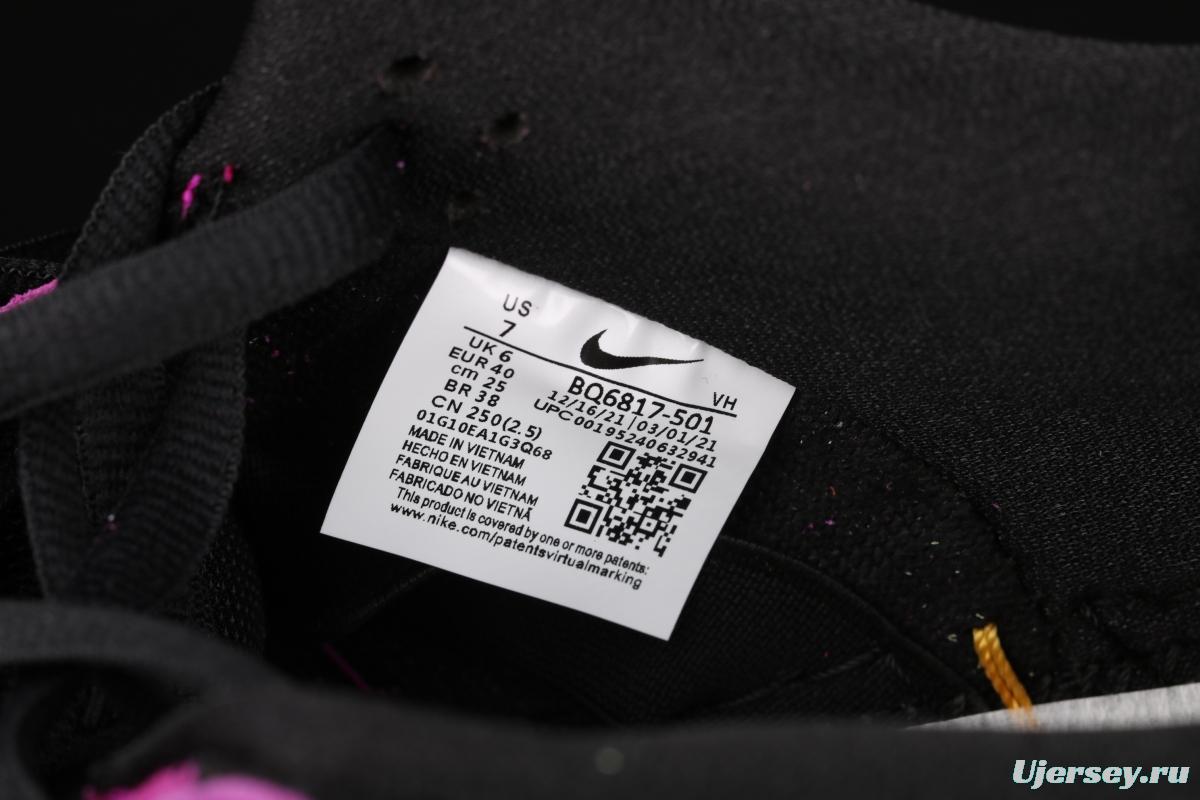 US
7
UK 6
EUR 40
cm 25
BR 38
CN 250(2.5)
01G10EA1G3Q68
VH
BQ6817-501
12/16/21 | 03/01/21
UPC00195240632941
MADE IN VIETNAM
HECHO EN VIETNAM
FABRIQUE AU VIETNAM
FABRICADO NO VIETNÃ
This product is covered by one or more patents:
www.nike.com/patentsvirtualmarking
Ujersey.ru